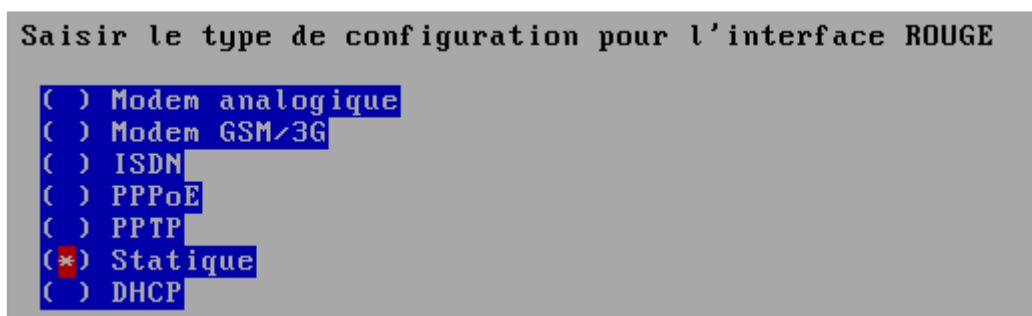 Saisir le type de configuration pour l'interface ROUGE
( ) Modem analogique
( ) Modem GSM/3G
( ) ISDN
( ) PPPoE
( ) PPTP
(*) Statique
( ) DHCP